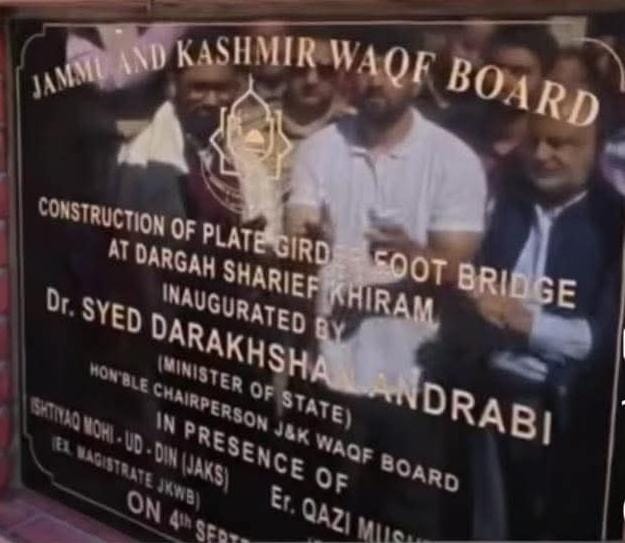 JAMMU AND KASHMIR WAQF BOARD
CONSTRUCTION OF PLATE GIRDER FOOT BRIDGE
AT DARGAH SHARIEF KHIRAM
INAUGURATED BY
Dr. SYED DARAKHSHAN ANDRABI
(MINISTER OF STATE)
HON'BLE CHAIRPERSON J&K WAQF BOARD
IN PRESENCE OF
ISHTIYAQ MOHI - UD - DIN (JAKS)
(EX. MAGISTRATE JKWB)
Er. QAZI
ON 4th